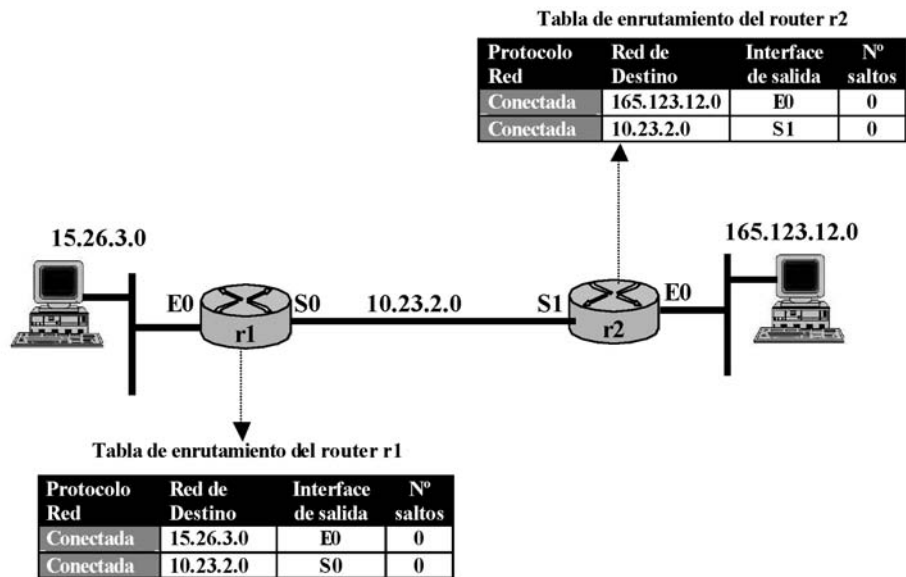 Tabla de enrutamiento del router r2
Protocolo Red de Interface Nº
Red Destino de salida saltos
Conectada 165.123.12.0 E0 0
Conectada 10.23.2.0 S1 0
15.26.3.0 165.123.12.0
E0 S0 10.23.2.0 S1 E0
r1 r2
Tabla de enrutamiento del router r1
Protocolo Red de Interface Nº
Red Destino de salida saltos
Conectada 15.26.3.0 E0 0
Conectada 10.23.2.0 S0 0